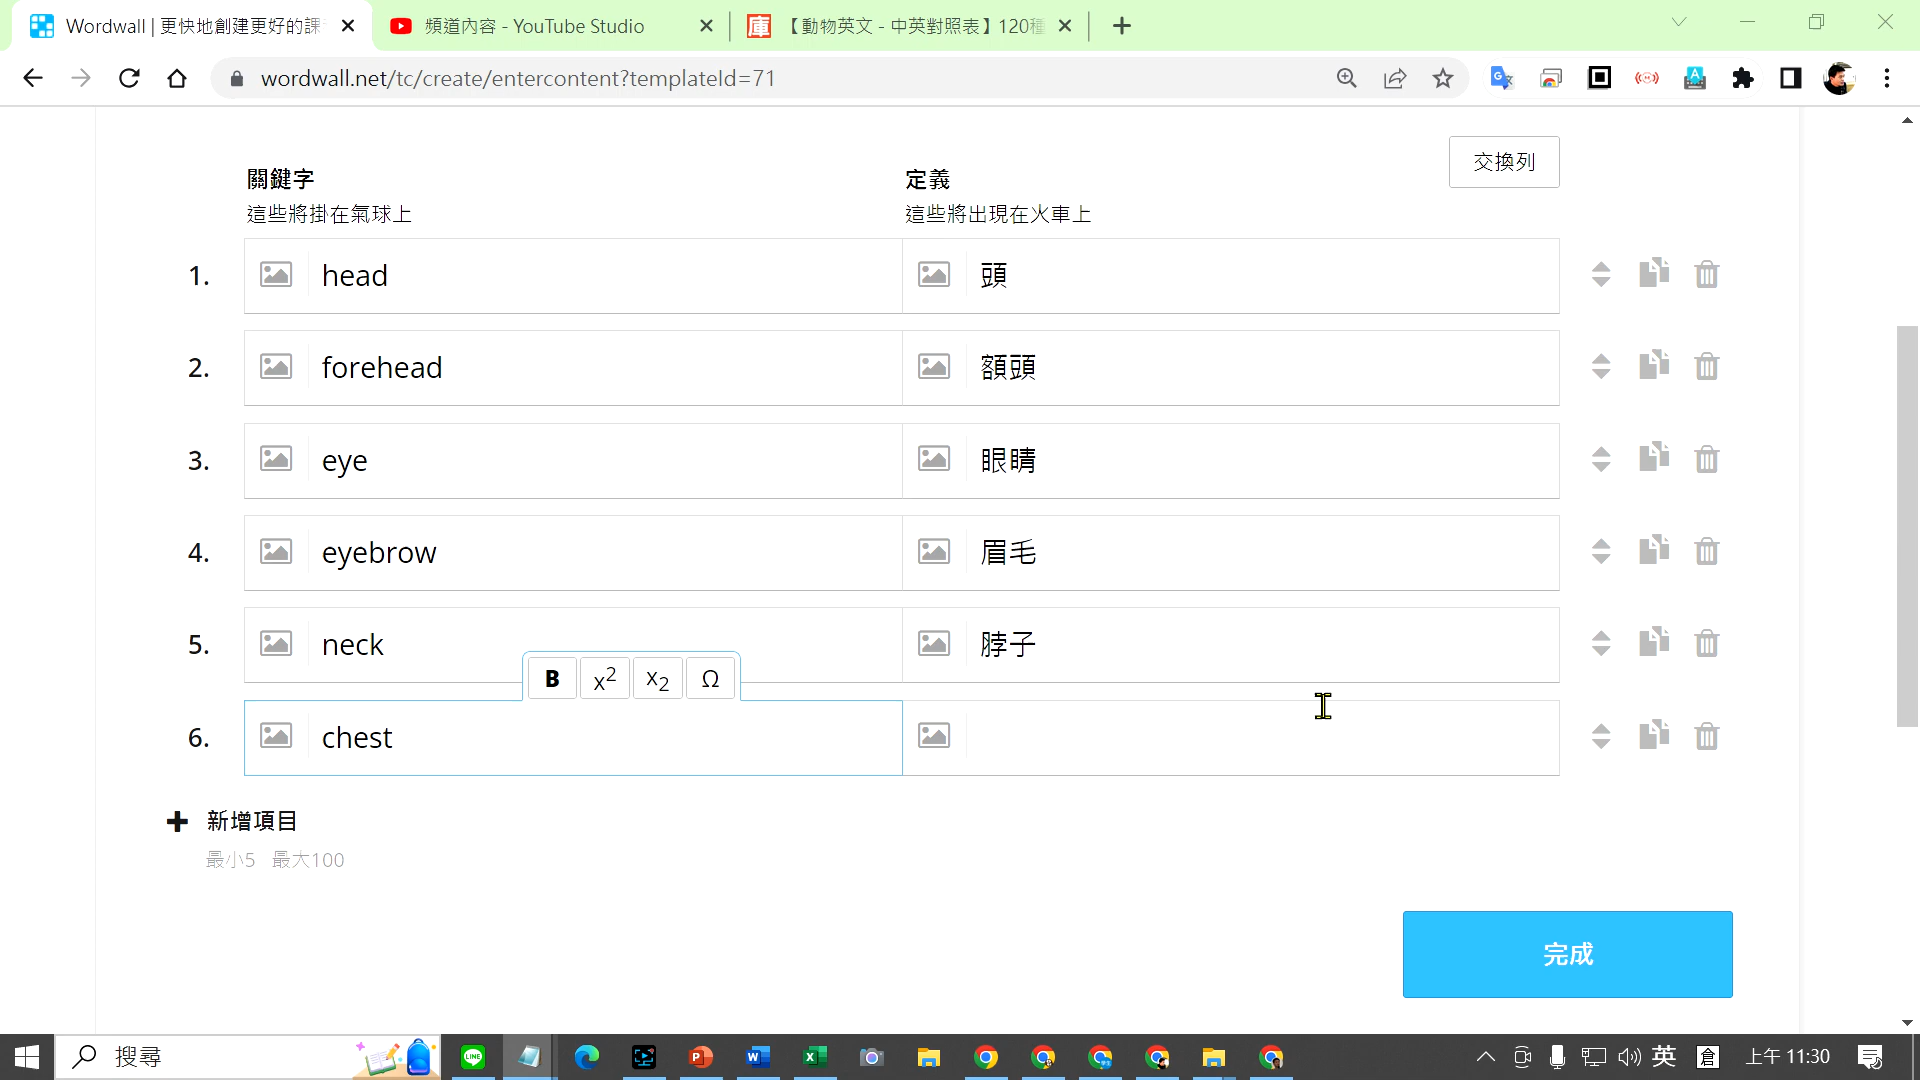 Wordwall | 更快地創建更好的課
頻道內容 - YouTube Studio
庫
【動物英文 - 中英對照表】120種
wordwall.net/tc/create/entercontent?templateId=71
交換列
關鍵字
這些將掛在氣球上
定義
這些將出現在火車上
1. head 頭
2. forehead 額頭
3. eye 眼睛
4. eyebrow 眉毛
5. neck 脖子
B x² x₂ Ω
6. chest
新增項目
最小5 最大100
完成
搜尋
英
倉
上午 11:30